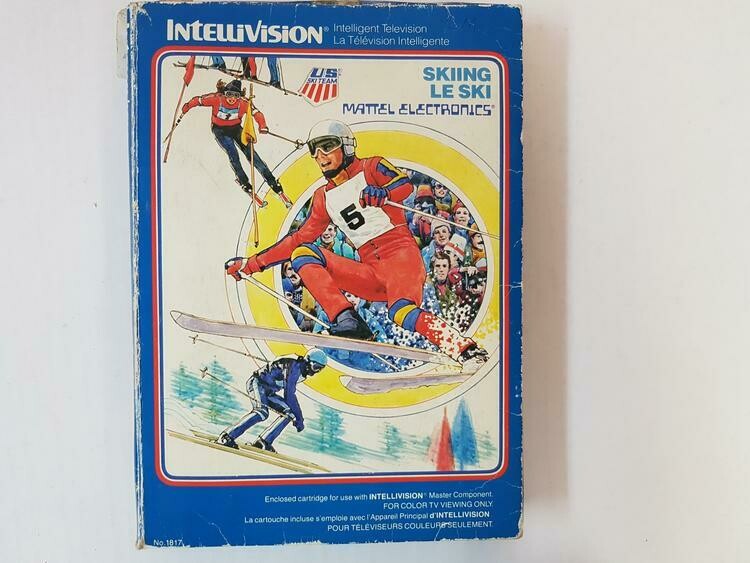 INTELLIVISION® Intelligent Television
La Télévision Intelligente
US
SKI TEAM
SKIING
LE SKI
MATTEL ELECTRONICS®
5
Enclosed cartridge for use with INTELLIVISION® Master Component.
FOR COLOR TV VIEWING ONLY.
La cartouche incluse s'emploie avec l'Appareil Principal d'INTELLIVISION
POUR TÉLÉVISEURS COULEURS SEULEMENT.
No. 1817